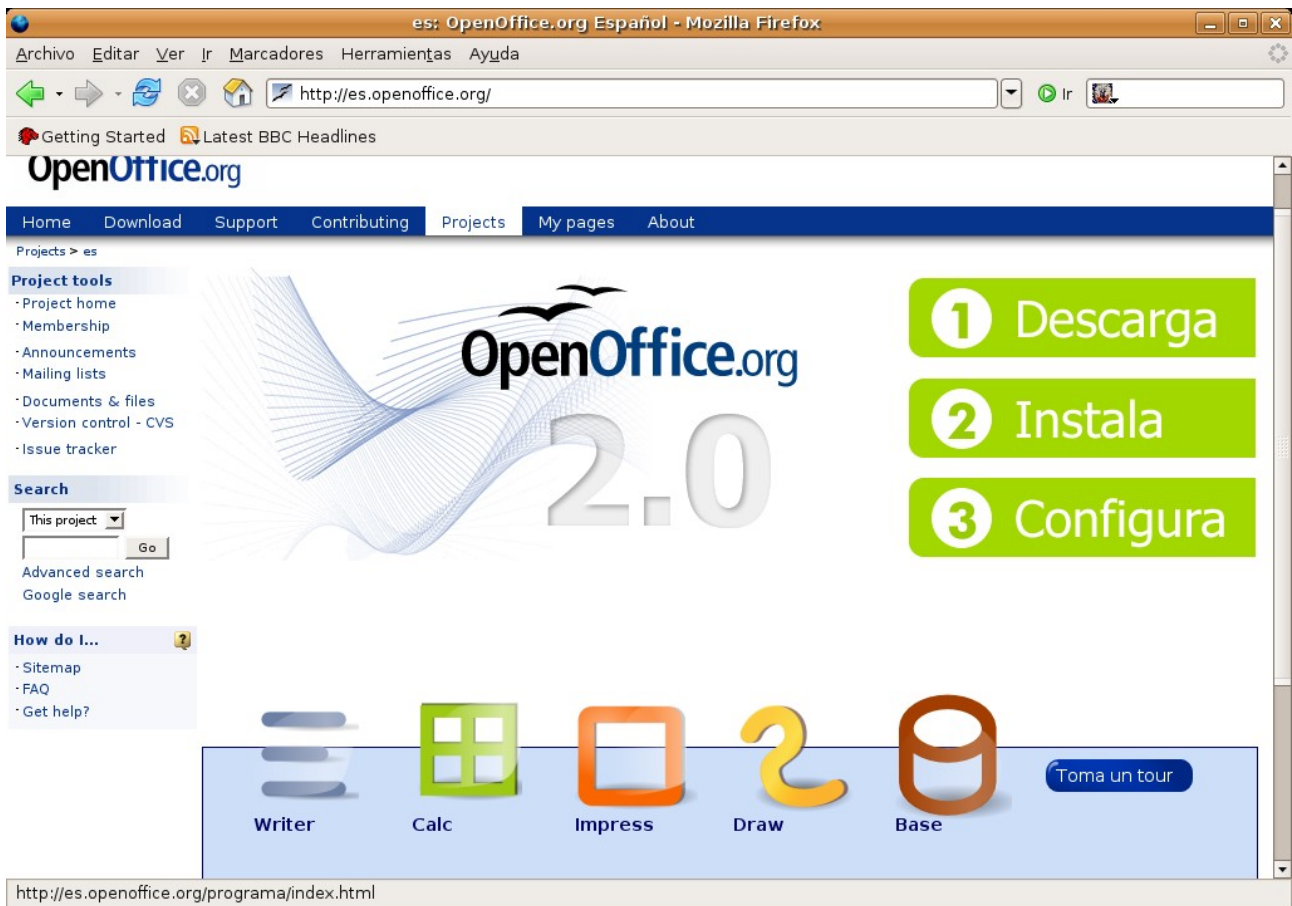 es: OpenOffice.org Español - Mozilla Firefox
Archivo Editar Ver Ir Marcadores Herramientas Ayuda
http://es.openoffice.org/
Ir
Getting Started Latest BBC Headlines
OpenOffice.org
Home Download Support Contributing Projects My pages About
Projects > es
Project tools
· Project home
· Membership
· Announcements
· Mailing lists
· Documents & files
· Version control - CVS
· Issue tracker
Search
This project
Go
Advanced search
Google search
How do I...
?
· Sitemap
· FAQ
· Get help?
OpenOffice.org
2.0
1 Descarga
2 Instala
3 Configura
Toma un tour
Writer Calc Impress Draw Base
http://es.openoffice.org/programa/index.html